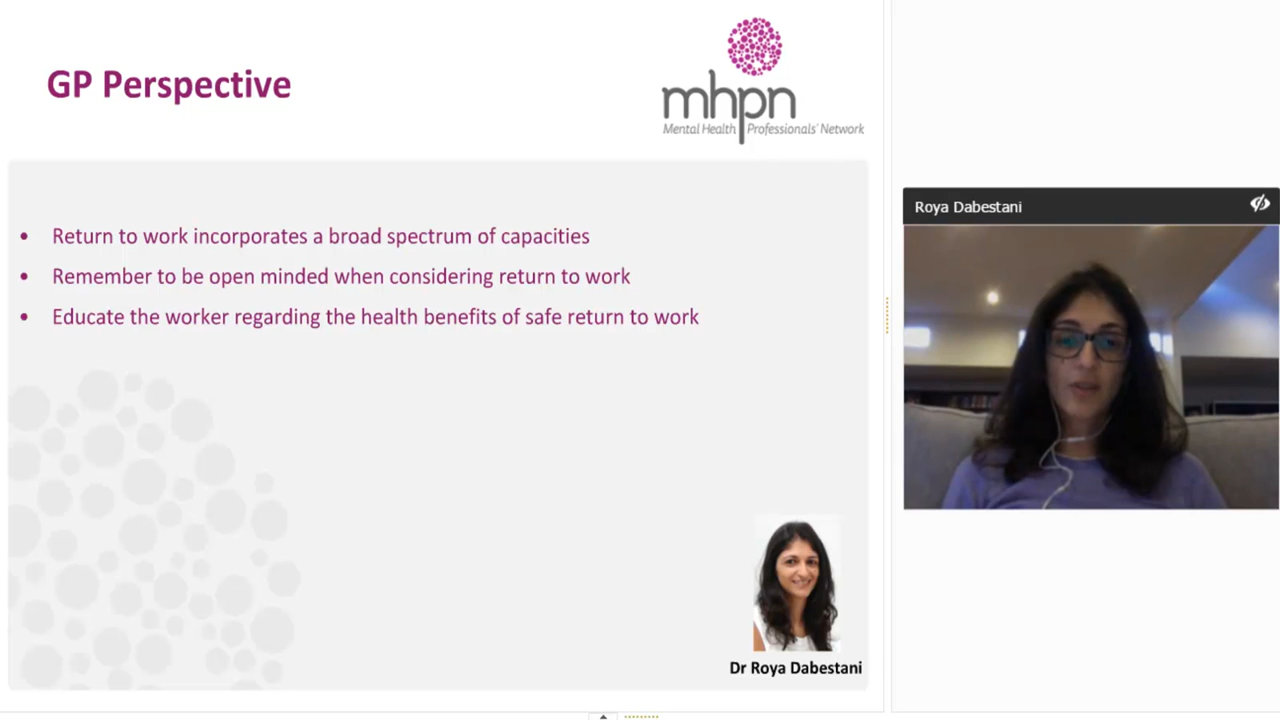 GP Perspective
mhpn
Mental Health Professionals' Network
• Return to work incorporates a broad spectrum of capacities
• Remember to be open minded when considering return to work
• Educate the worker regarding the health benefits of safe return to work
Dr Roya Dabestani
Roya Dabestani